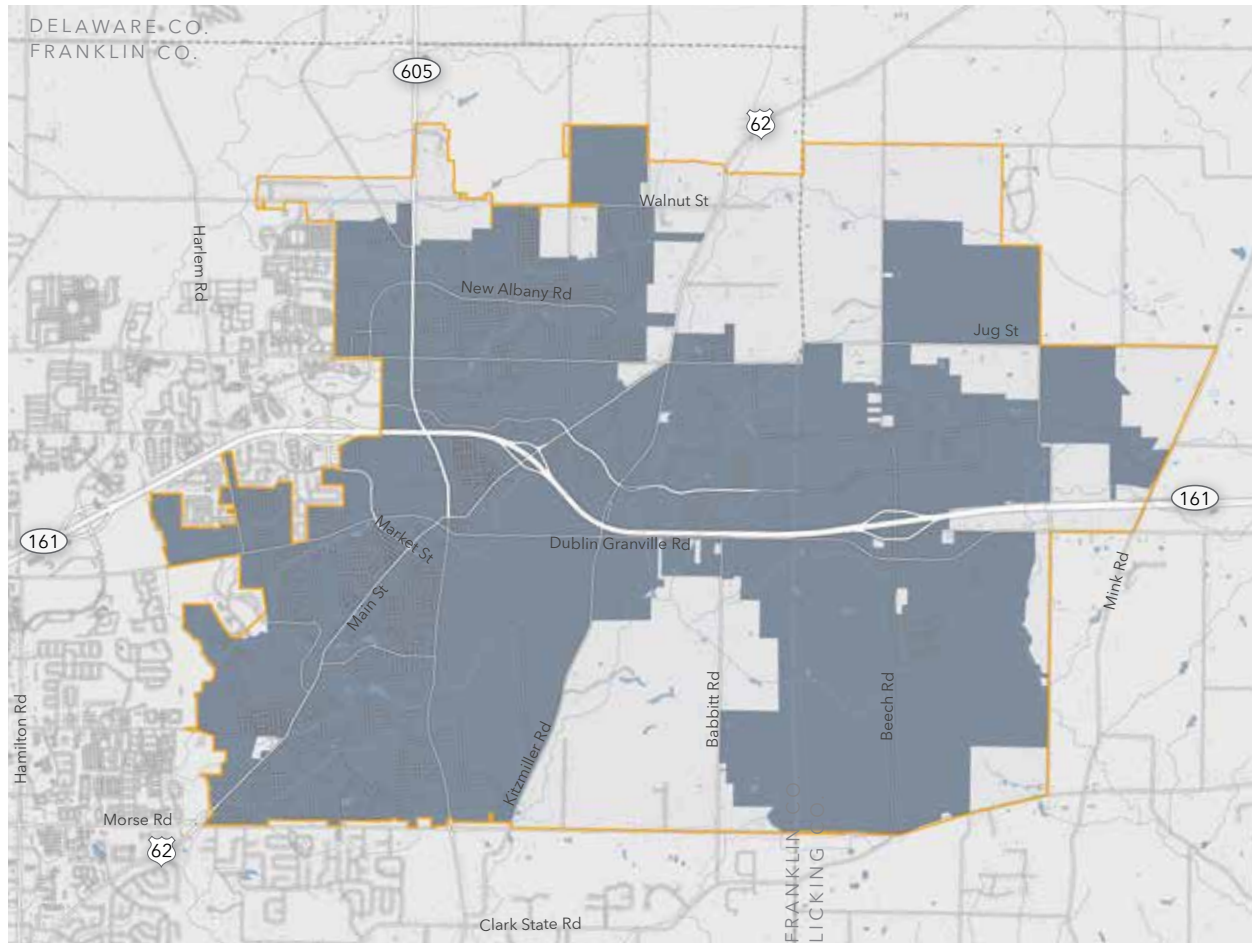 DELAWARE CO.
FRANKLIN CO.
605
62
Walnut St
Harlem Rd
New Albany Rd
Jug St
161
161
Market St
Dublin Granville Rd
Main St
Mink Rd
Hamilton Rd
Babbitt Rd
Beech Rd
Kitzmiller Rd
Morse Rd
62
FRANKLIN CO.
LICKING CO.
Clark State Rd